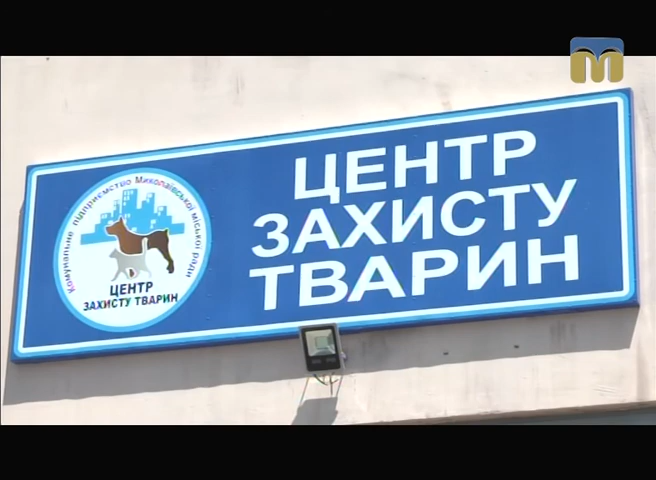 Комунальне підприємство Миколаївської міської ради
ЦЕНТР
ЗАХИСТУ ТВАРИН
ЦЕНТР
ЗАХИСТУ
ТВАРИН